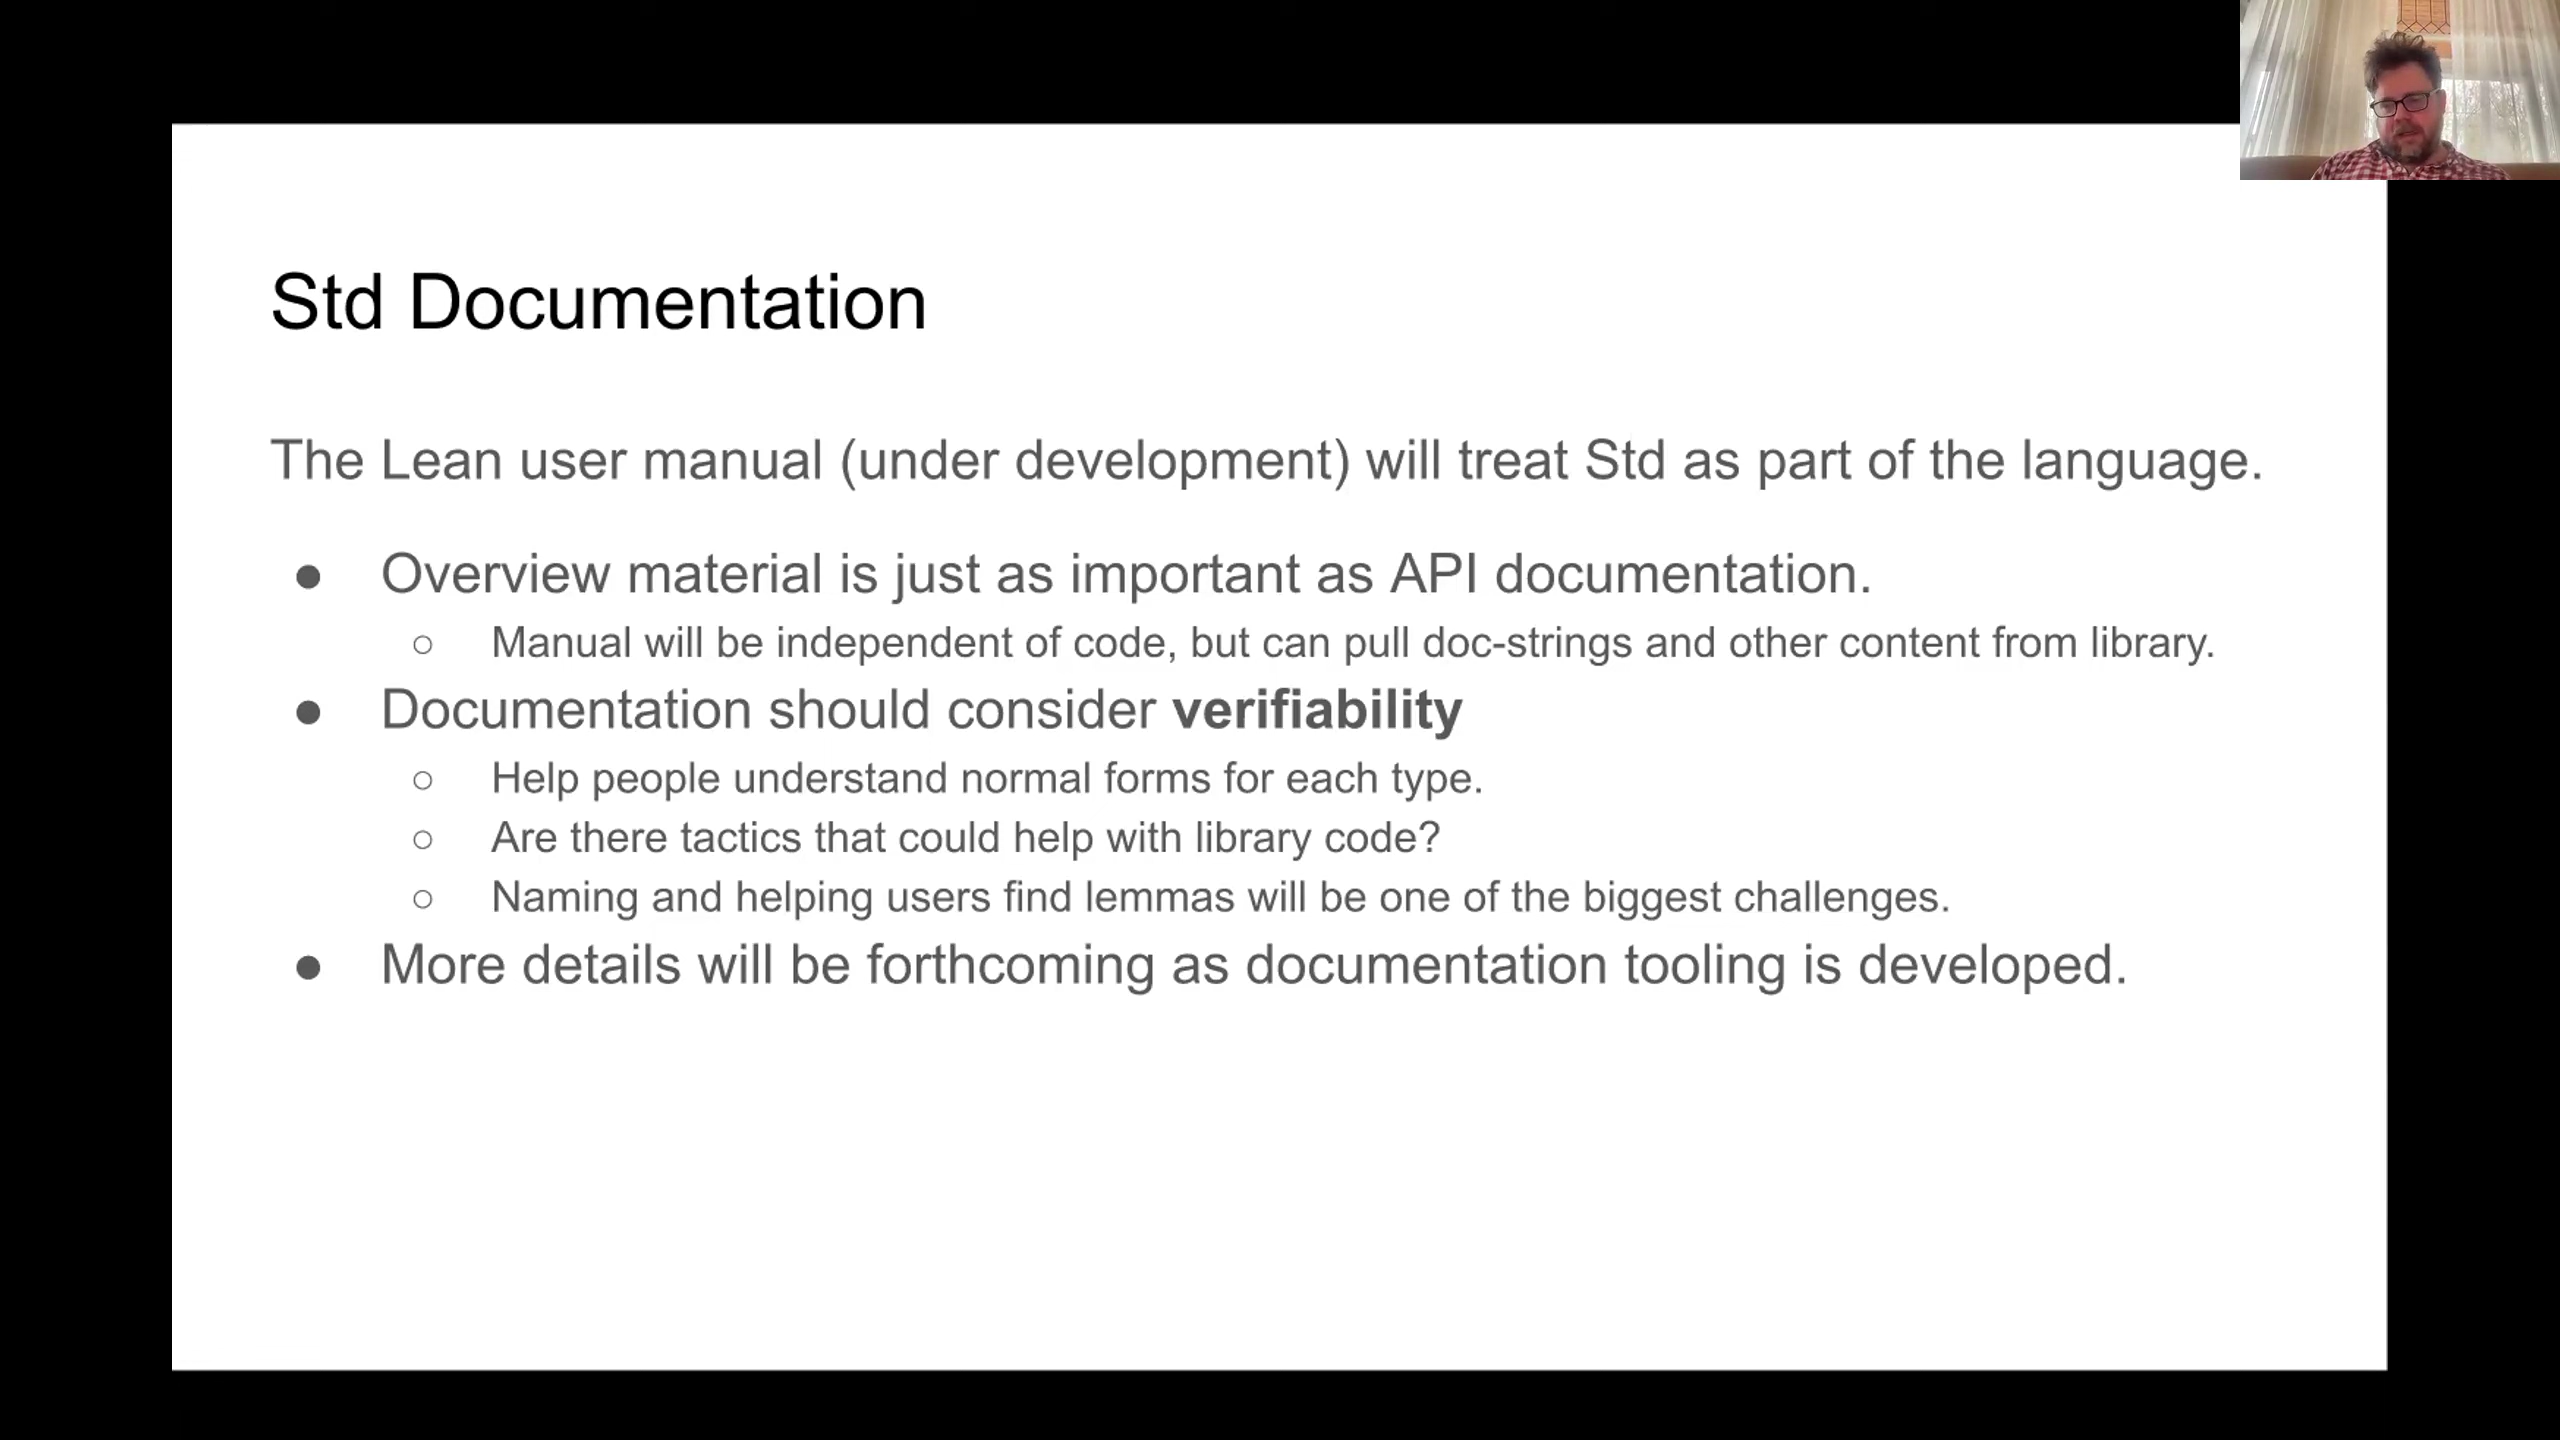 Std Documentation
The Lean user manual (under development) will treat Std as part of the language.
● Overview material is just as important as API documentation.
○ Manual will be independent of code, but can pull doc-strings and other content from library.
● Documentation should consider verifiability
○ Help people understand normal forms for each type.
○ Are there tactics that could help with library code?
○ Naming and helping users find lemmas will be one of the biggest challenges.
● More details will be forthcoming as documentation tooling is developed.